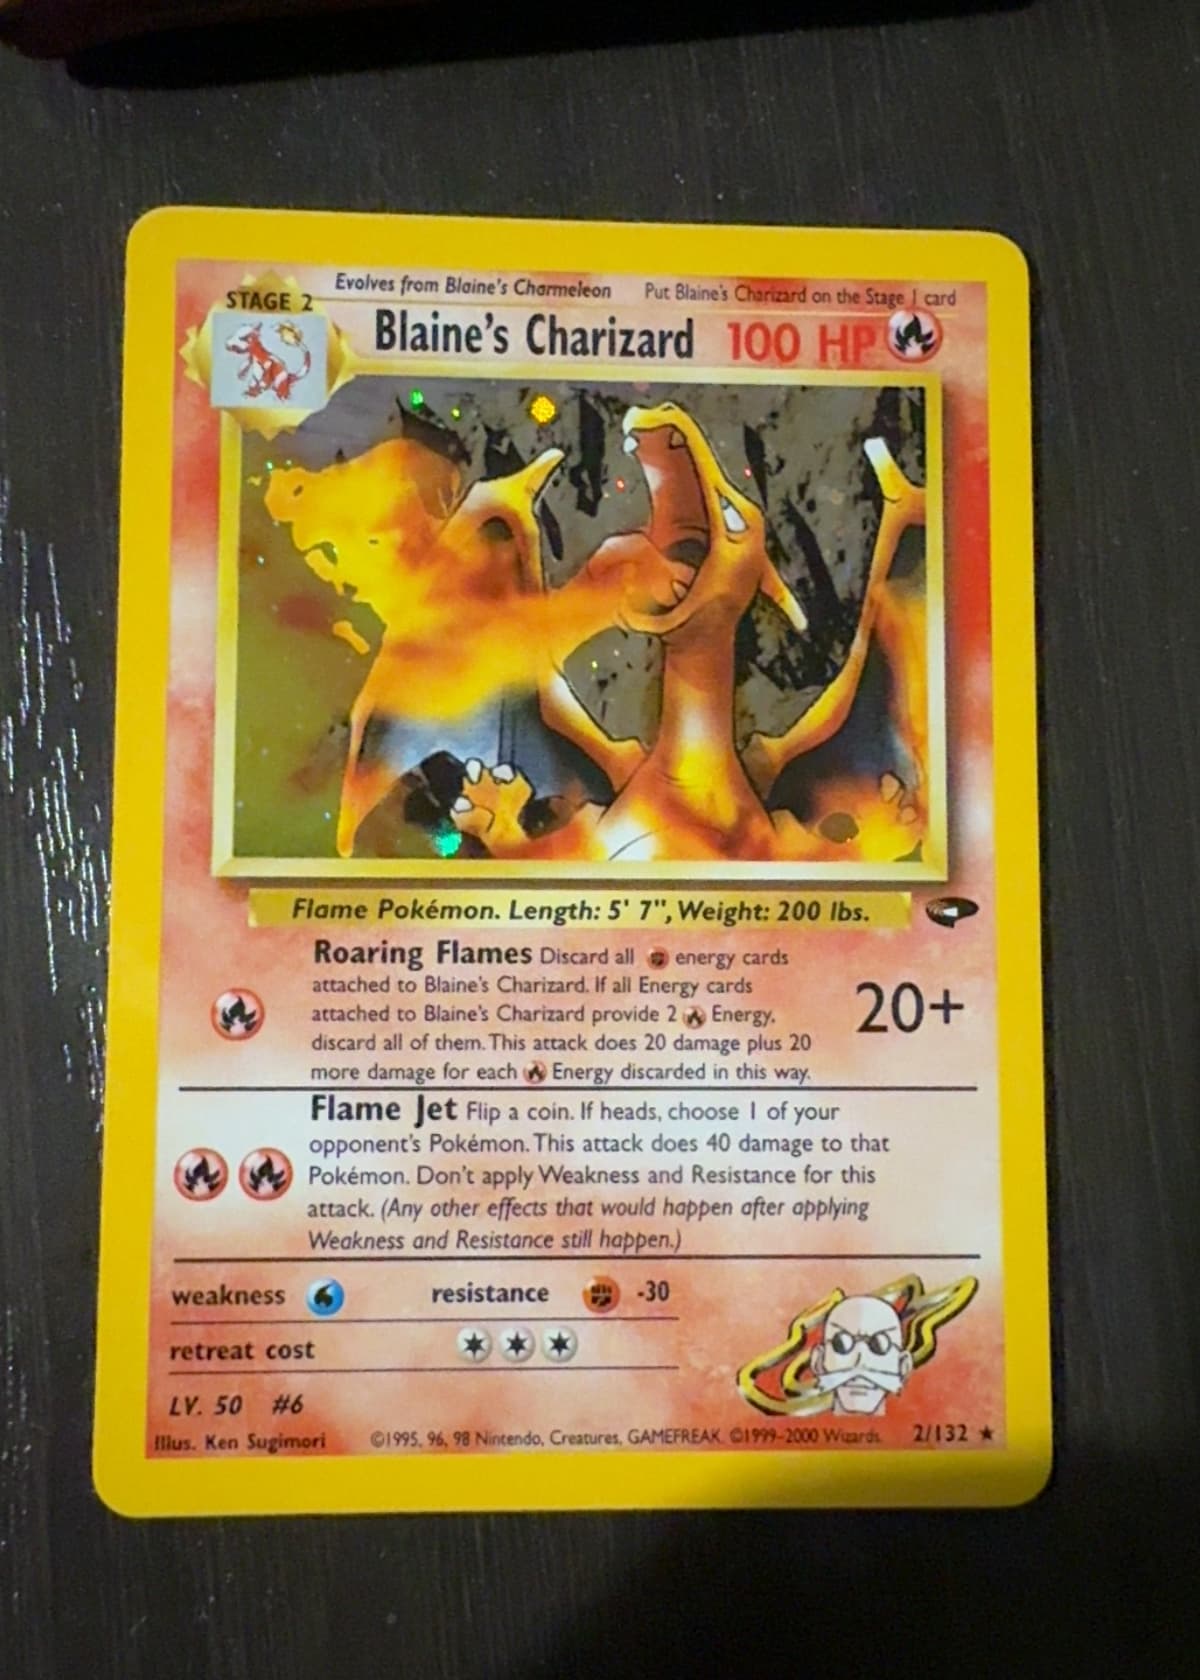 Evolves from Blaine's Charmeleon Put Blaine's Charizard on the Stage 1 card
STAGE 2
Blaine's Charizard 100 HP
Flame Pokémon. Length: 5' 7", Weight: 200 lbs.
Roaring Flames Discard all energy cards
attached to Blaine's Charizard. If all Energy cards
attached to Blaine's Charizard provide 2 Energy,
discard all of them. This attack does 20 damage plus 20
more damage for each Energy discarded in this way.
20+
Flame Jet Flip a coin. If heads, choose 1 of your
opponent's Pokémon. This attack does 40 damage to that
Pokémon. Don't apply Weakness and Resistance for this
attack. (Any other effects that would happen after applying
Weakness and Resistance still happen.)
weakness resistance -30
retreat cost
LV. 50 #6
Illus. Ken Sugimori ©1995, 96, 98 Nintendo, Creatures, GAMEFREAK. ©1999-2000 Wizards. 2/132 ★